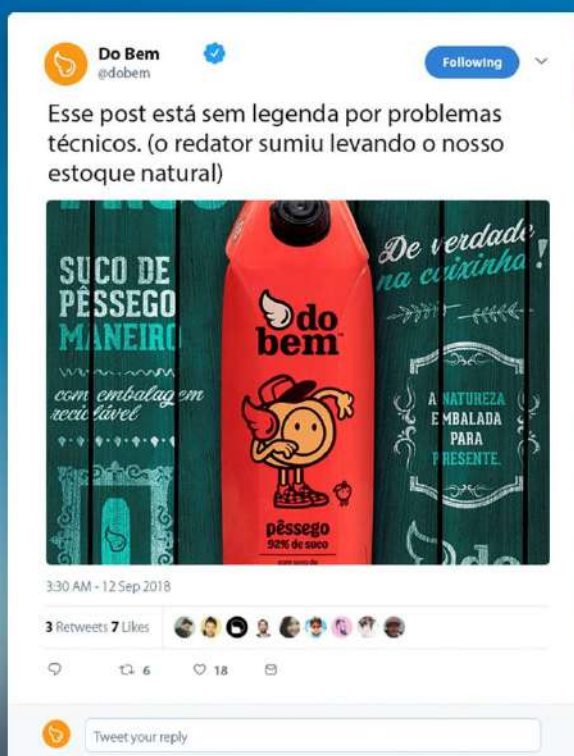 Do Bem
@dobem
Following
Esse post está sem legenda por problemas
técnicos. (o redator sumiu levando o nosso
estoque natural)
SUCO DE
PÊSSEGO
MANEIRO
com embalagem
reciclável
do
bem™
pêssego
92% de suco
De verdade
na caixinha!
A NATUREZA
EMBALADA
PARA
PRESENTE.
do
3:30 AM - 12 Sep 2018
3 Retweets 7 Likes
6
18
Tweet your reply